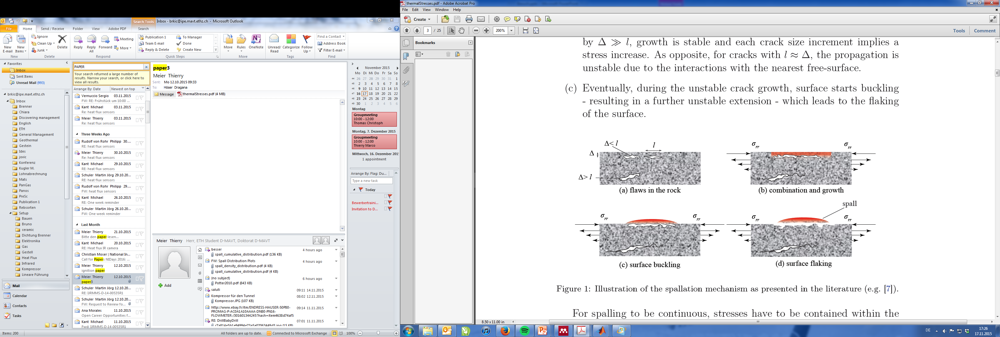 Search Tools
Inbox - brkic@ipe.mavt.ethz.ch - Microsoft Outlook
File Home Send / Receive Folder View Adobe PDF Search
New E-mail
New Items
New
Ignore
Clean Up
Junk
Delete
Delete
Reply
Reply All
Forward
Meeting
More
Respond
Publication 1
Team E-mail
Reply & Delete
To Manager
Done
Create New
Quick Steps
Move
Rules
OneNote
Move
Unread/ Read
Categorize
Follow Up
Tags
Find a Contact
Address Book
Filter E-mail
Find
Favorites
Inbox
Sent Items
Unread Mail (993)
brkic@ipe.mavt.ethz.ch
Inbox
Brenner
Chiara
Discovering management
English
ETH
General Management
Geothermal
Gestein
Ides
jovic
Konferenz
Kugler M.
Lohnabrechnung
Mats
PanGas
Panos
PreSc
Publication 1
Rebsorten
Setup
Bauen
Bruno
ceramic
Dichtung Brenner
Elektronika
Gas
Gestell
Heat Flux
Infrared
Kompressor
Lineare Führung
Mail
Calendar
Contacts
Tasks
Items: 200
PAPER
Your search returned a large number of
results. Narrow your search, or click here to
view all results.
Arrange By: Date Newest on top
Vernuccio Sergio 03.11.2015
FW: RE: Frühstück um 10:00 ...
Kant Michael 03.11.2015
Re: heat flux sensors
Meier Thierry 03.11.2015
Re: heat flux sensors
Three Weeks Ago
Rudolf von Rohr Philipp 30....
RE: heat flux sensors
Meier Thierry 30.10.2015
Re: heat flux sensors
Kant Michael 29.10.2015
RE: heat flux sensors
Schuler Martin Jörg 29.10.20...
RE: heat flux sensors
Rudolf von Rohr Philipp 29....
FW: heat flux sensors
Kant Michael 26.10.2015
RE: One week reminder
Schuler Martin Jörg 26.10.20...
FW: One week reminder
Last Month
Meier Thierry 21.10.2015
Bitte den paper lesen...
Kant Michael 20.10.2015
RE: Heat flux IR camera
Christian Moser | National In...
Call for Papers NIDays 2016: ...
Meier Thierry 12.10.2015
ignition paper
Meier Thierry 12.10.2015
paper3
Schuler Martin Jörg 12.10.20...
RE: IJRMMS-D-14-00535R1
Schuler Martin Jörg 12.10.20...
FW: Request to Review fo...
Ana Morales 11.10.2015
Open Career Opportunities f...
Kant Michael 11.10.2015
Fwd: IJRMMS-D-14-00535R1
paper3
Meier Thierry
Sent: Mo 12.10.2015 09:33
To: Höser Dragana
Message thermalStresses.pdf (4 MB)
Meier Thierry Herr, ETH Student D-MAVT, Doktorat D-MAVT
Add
besser 4 hours ago
spall_cumulative_distribution.pdf (136 KB)
FW: Spall Distribution Plots 4 hours ago
spall_density_distribution.pdf (4 KB)
spall_cumulative_distribution.pdf (4 KB)
(no subject) 6 hours ago
Potter2010.pdf (843 KB)
saluti 09:11 14.11.2015
Kompressor für den Tunnel 08:02 12.11.2015
Kompressor.JPG (107 KB)
http://www.ebay.fr/itm/ENDRESS-HAUSER-50P80- 09:14 11.11.2015
PROMAG-P-AC0A1A10AAAA-DN80-PN16-
FLOWMETER-/301601344245?hash=item4638d74af5
RE: DrillBabyDrill 07:01 11.11.2015
All folders are up to date. Connected to Microsoft Exchange 100%
November 2015
Mo Di Mi Do Fr Sa So
44 26 27 28 29 30 31 1
45 2 3 4 5 6 7 8
46 9 10 11 12 13 14 15
47 16 17 18 19 20 21 22
48 23 24 25 26 27 28 29
49 30 1 2 3 4 5 6
Montag
Groupmeeting
10:00 - 12:00
Thomas Christoph
Montag, 7. Dezember 2015
Groupmeeting
10:00 - 12:00
Thierry Marco
Mittwoch, 16. Dezember 201
1 appointment
Arrange By: Flag: Du...
Type a new task
Today
Bewerbertraini...
Invitation to D...
thermalStresses.pdf - Adobe Acrobat Pro
File Edit View Window Help
Create
3 / 25 200% Tools Comment
Bookmarks
by Δ ≫ l, growth is stable and each crack size increment implies a
stress increase. As opposite, for cracks with l ≈ Δ, the propagation is
unstable due to the interactions with the nearest free-surface.
(c) Eventually, during the unstable crack growth, surface starts buckling
- resulting in a further unstable extension - which leads to the flaking
of the surface.
Δ< l
l
Δ
Δ> l
(a) flaws in the rock
σrr σrr
(b) combination and growth
σrr σrr
(c) surface buckling
spall
σrr σrr
(d) surface flaking
Figure 1: Illustration of the spallation mechanism as presented in the literature (e.g. [7]).
For spalling to be continuous, stresses have to be contained within the
8.50 x 11.00 in
DE
17:26
17.11.2015